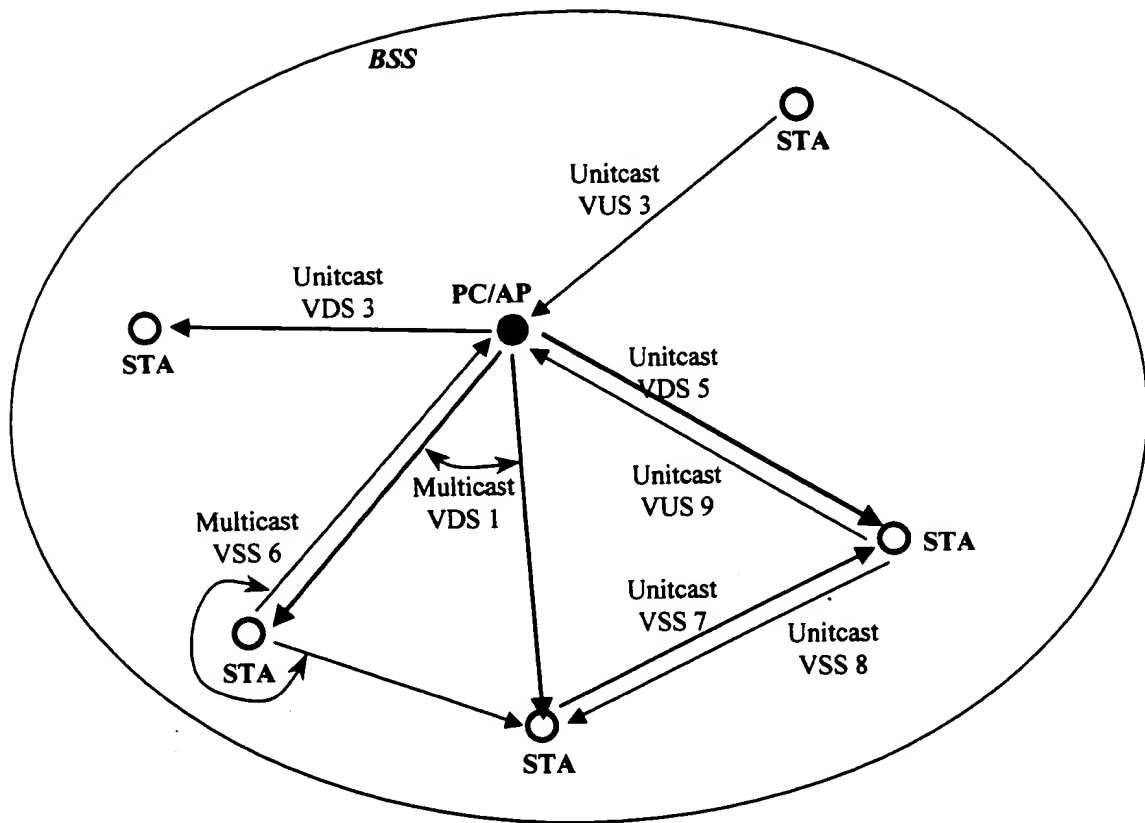 BSS
STA
Unitcast
VUS 3
Unitcast
VDS 3
PC/AP
STA
Unitcast
VDS 5
Multicast
VDS 1
Unitcast
VUS 9
Multicast
VSS 6
STA
Unitcast
VSS 7
Unitcast
VSS 8
STA
STA